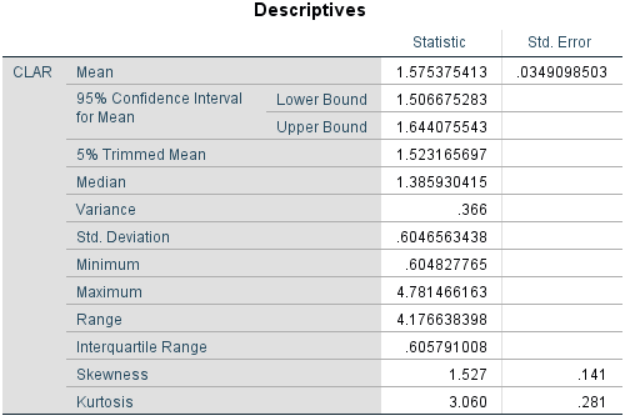 Descriptives
Statistic Std. Error
CLAR Mean 1.575375413 .0349098503
95% Confidence Interval for Mean Lower Bound 1.506675283
Upper Bound 1.644075543
5% Trimmed Mean 1.523165697
Median 1.385930415
Variance .366
Std. Deviation .6046563438
Minimum .604827765
Maximum 4.781466163
Range 4.176638398
Interquartile Range .605791008
Skewness 1.527 .141
Kurtosis 3.060 .281